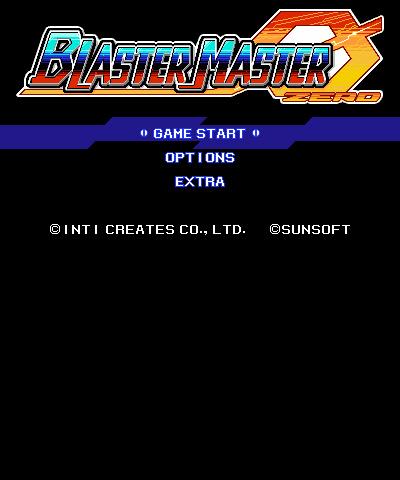 BLASTER MASTER
ZERO
GAME START
OPTIONS
EXTRA
©INTI CREATES CO., LTD. ©SUNSOFT